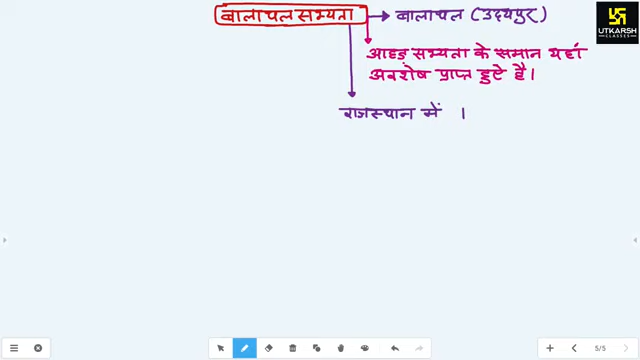 बालाथल सभ्यता → बालाथल (उदयपुर)
आहड़ सभ्यता के समान यहां
अवशेष प्राप्त हुऐ है।
राजस्थान में ।
UTKARSH
CLASSES
5/5